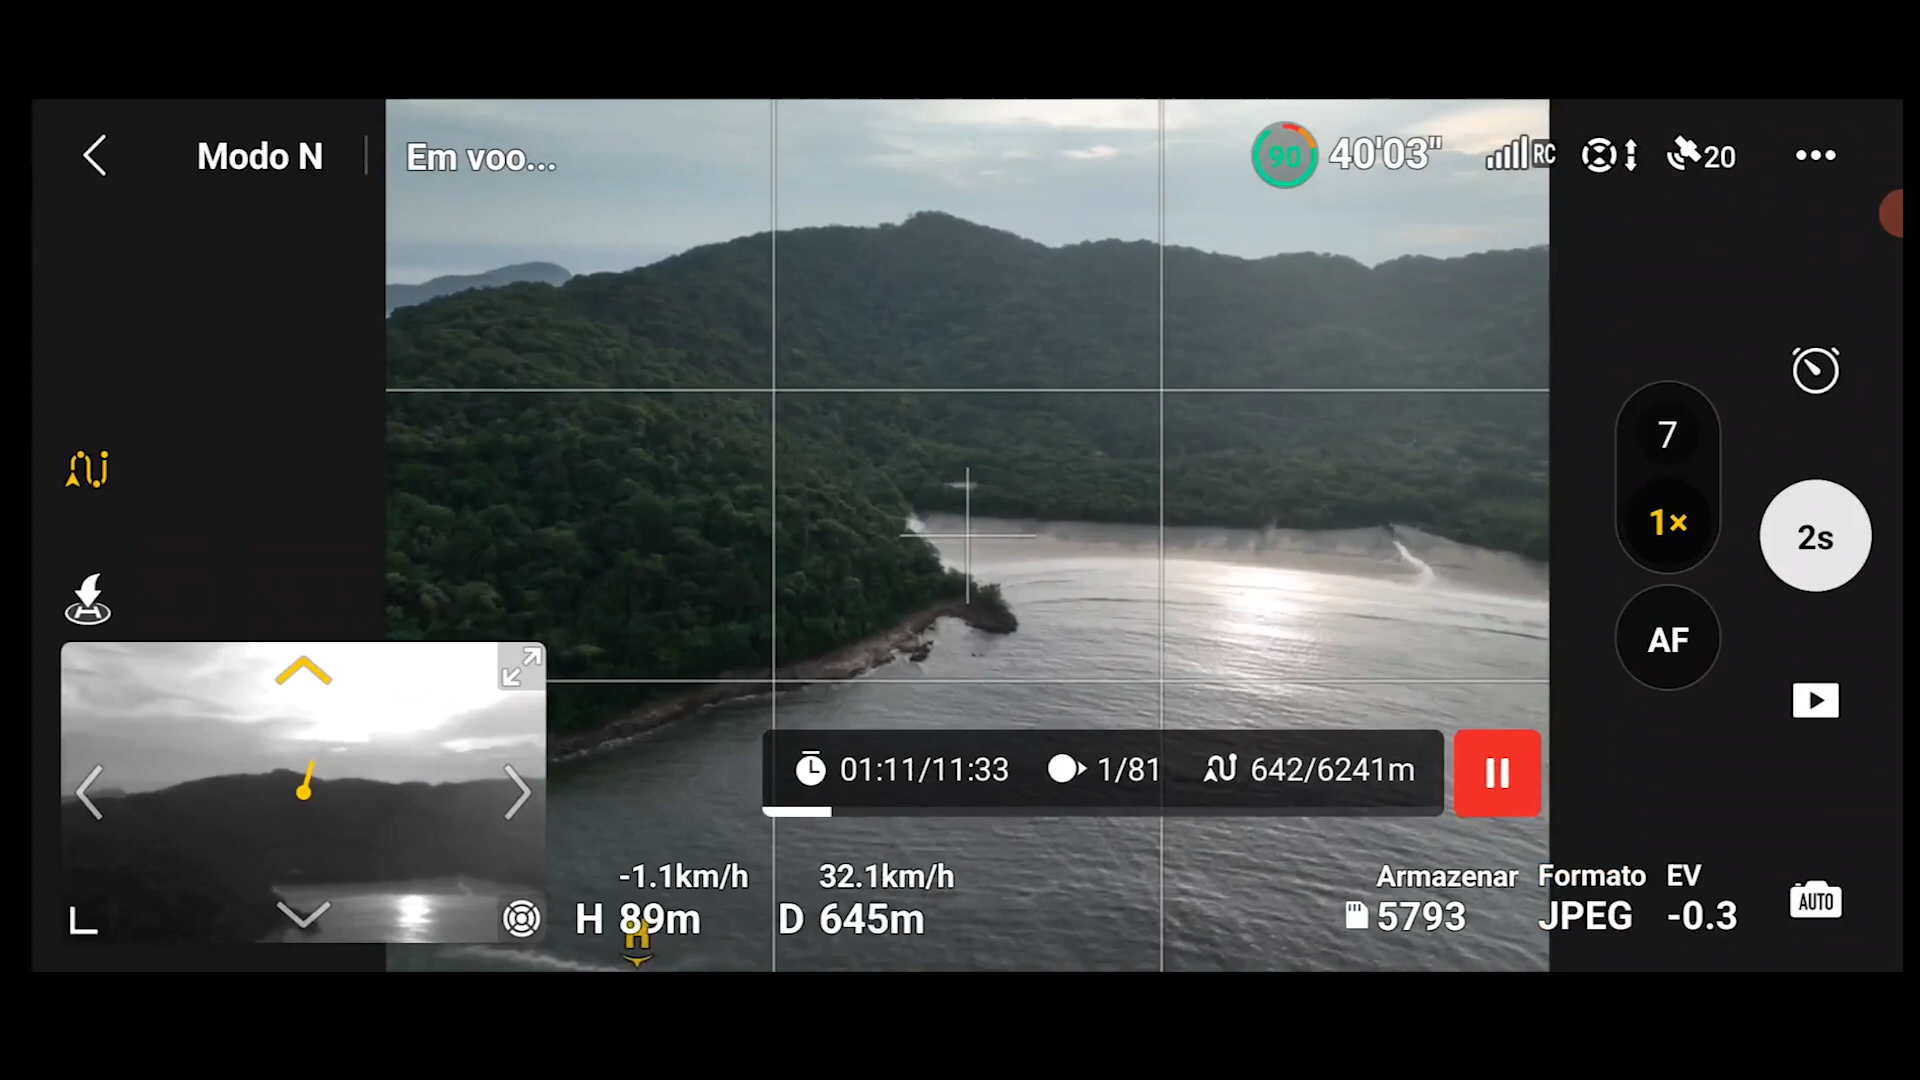 Modo N
Em voo...
90
40'03"
RC
20
7
1×
2s
AF
01:11/11:33
1/81
642/6241m
-1.1km/h
32.1km/h
H 89m
D 645m
H
Armazenar
5793
Formato
JPEG
EV
-0.3
AUTO